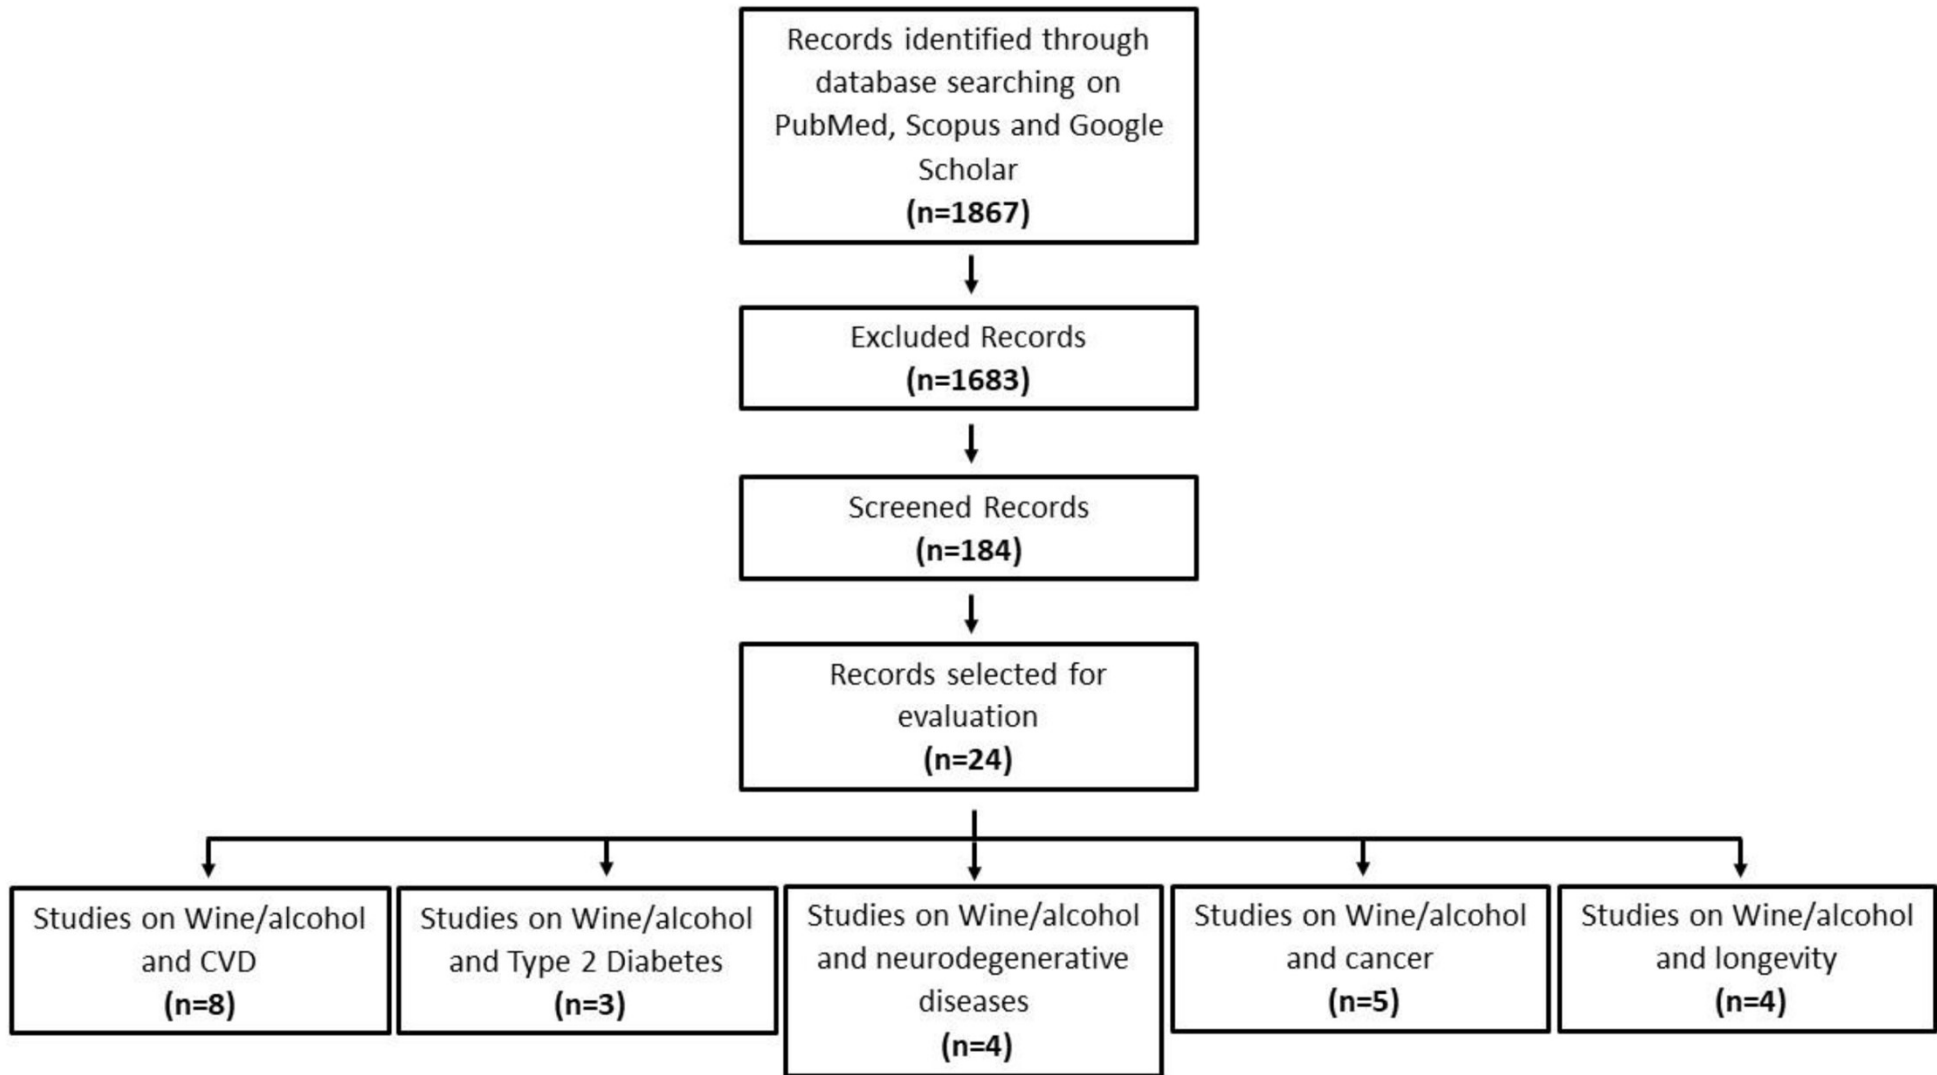 Records identified through
database searching on
PubMed, Scopus and Google
Scholar
(n=1867)
Excluded Records
(n=1683)
Screened Records
(n=184)
Records selected for
evaluation
(n=24)
Studies on Wine/alcohol
and CVD
(n=8)
Studies on Wine/alcohol
and Type 2 Diabetes
(n=3)
Studies on Wine/alcohol
and neurodegenerative
diseases
(n=4)
Studies on Wine/alcohol
and cancer
(n=5)
Studies on Wine/alcohol
and longevity
(n=4)